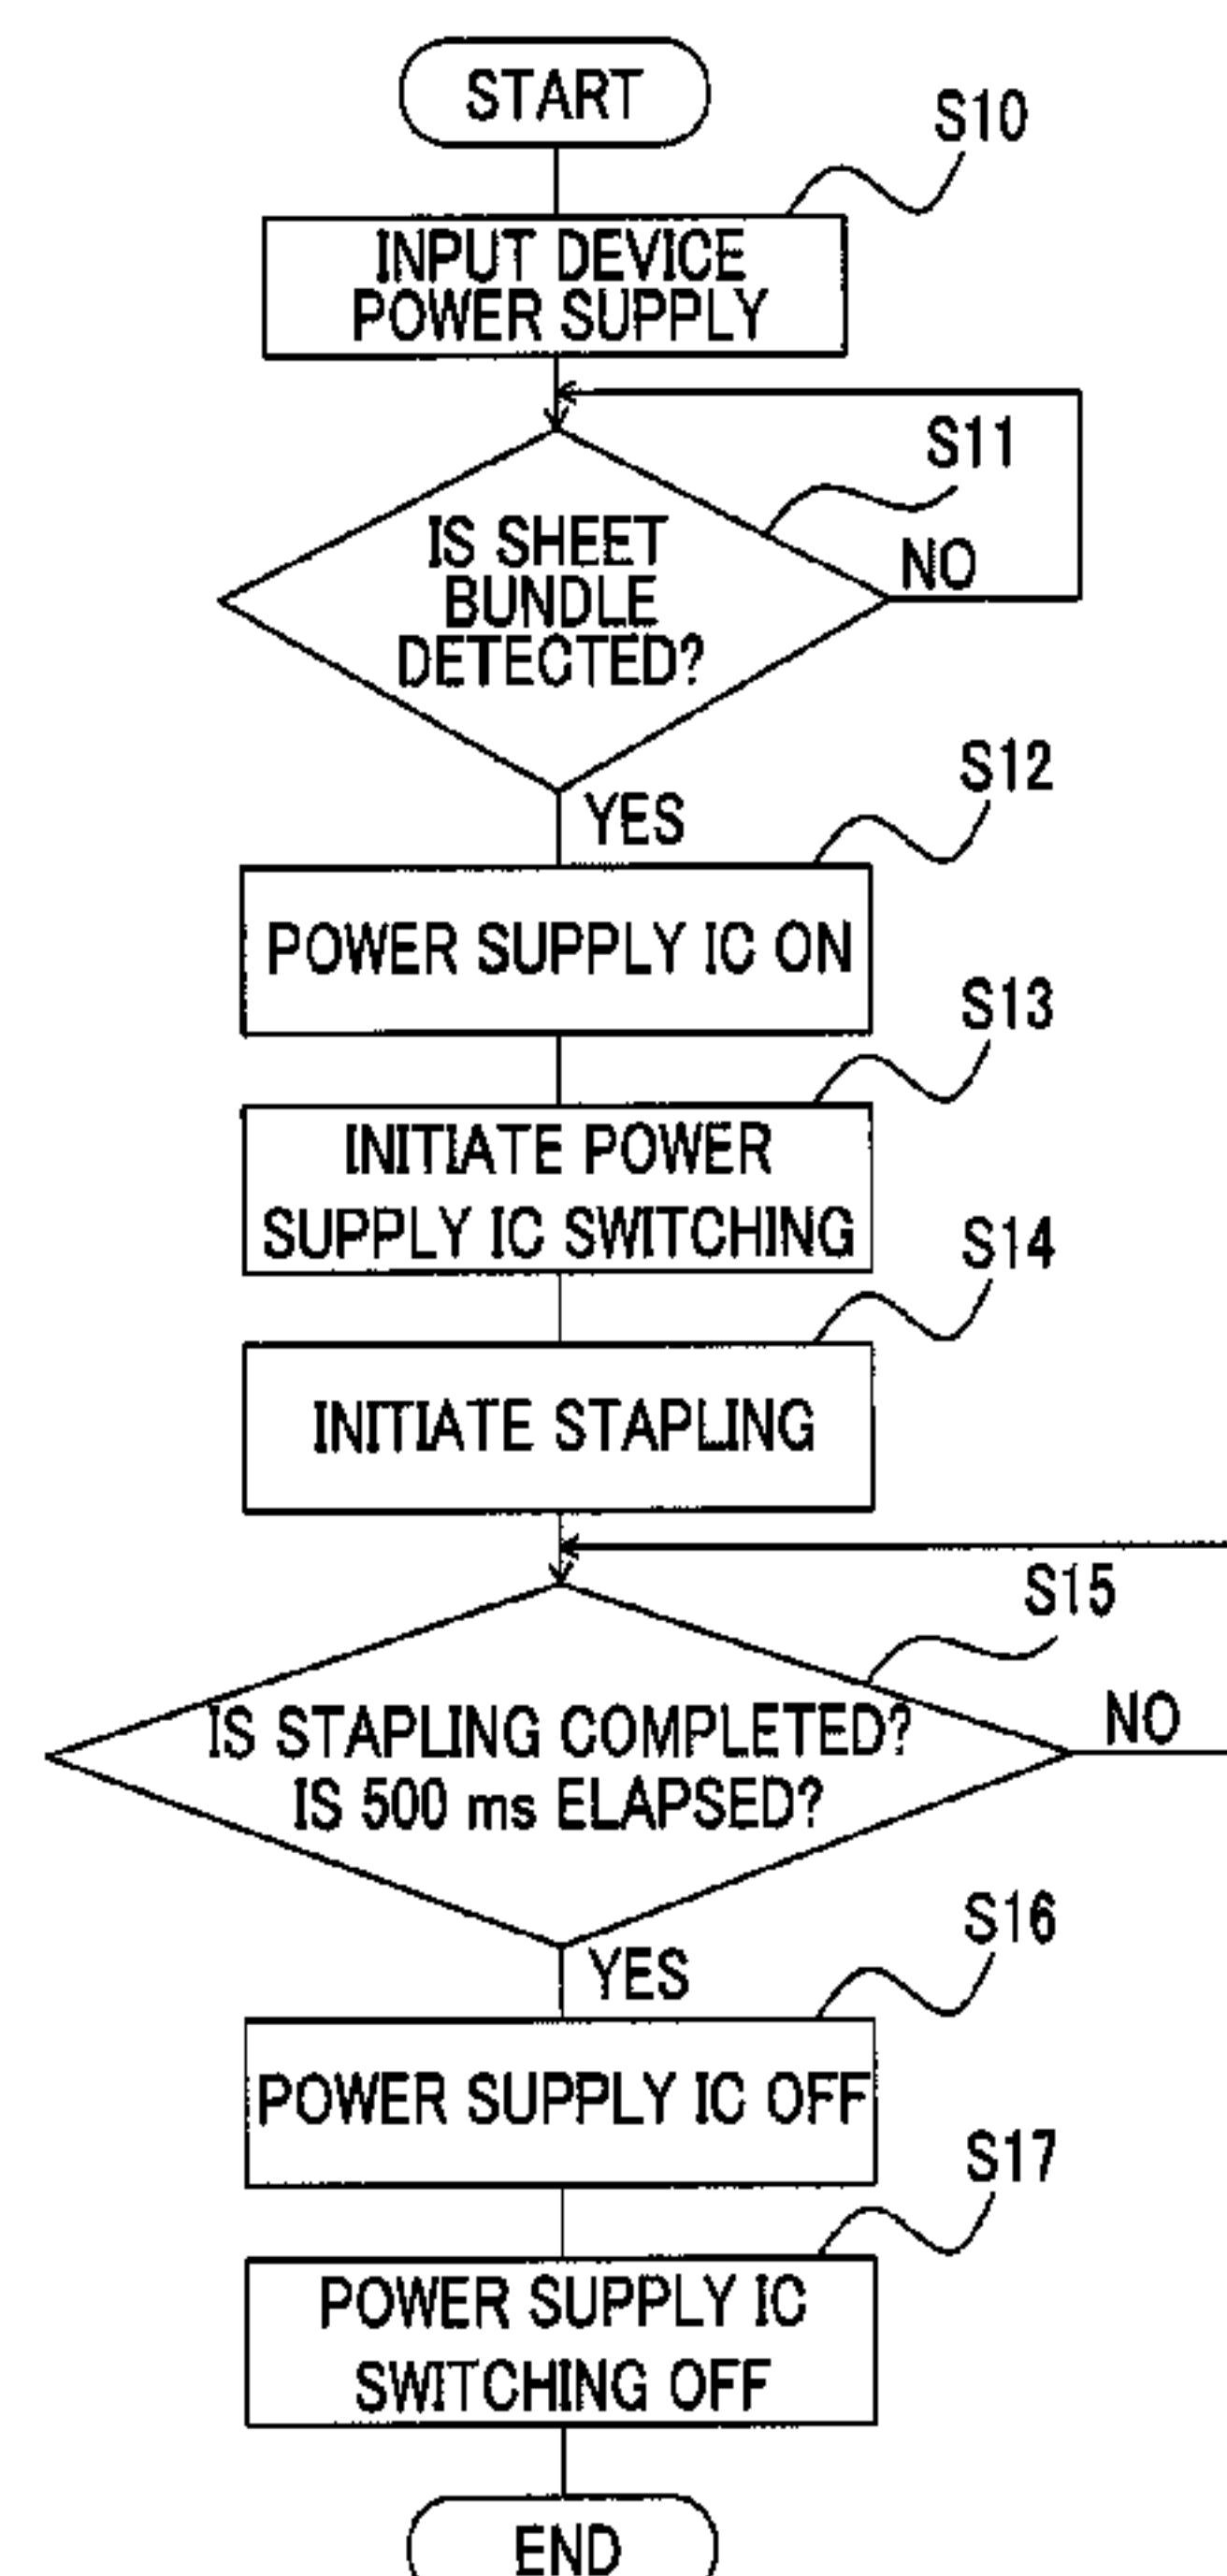 START
S10
INPUT DEVICE
POWER SUPPLY
S11
IS SHEET
BUNDLE
DETECTED?
NO
YES
S12
POWER SUPPLY IC ON
S13
INITIATE POWER
SUPPLY IC SWITCHING
S14
INITIATE STAPLING
S15
IS STAPLING COMPLETED?
IS 500 ms ELAPSED?
NO
YES
S16
POWER SUPPLY IC OFF
S17
POWER SUPPLY IC
SWITCHING OFF
END